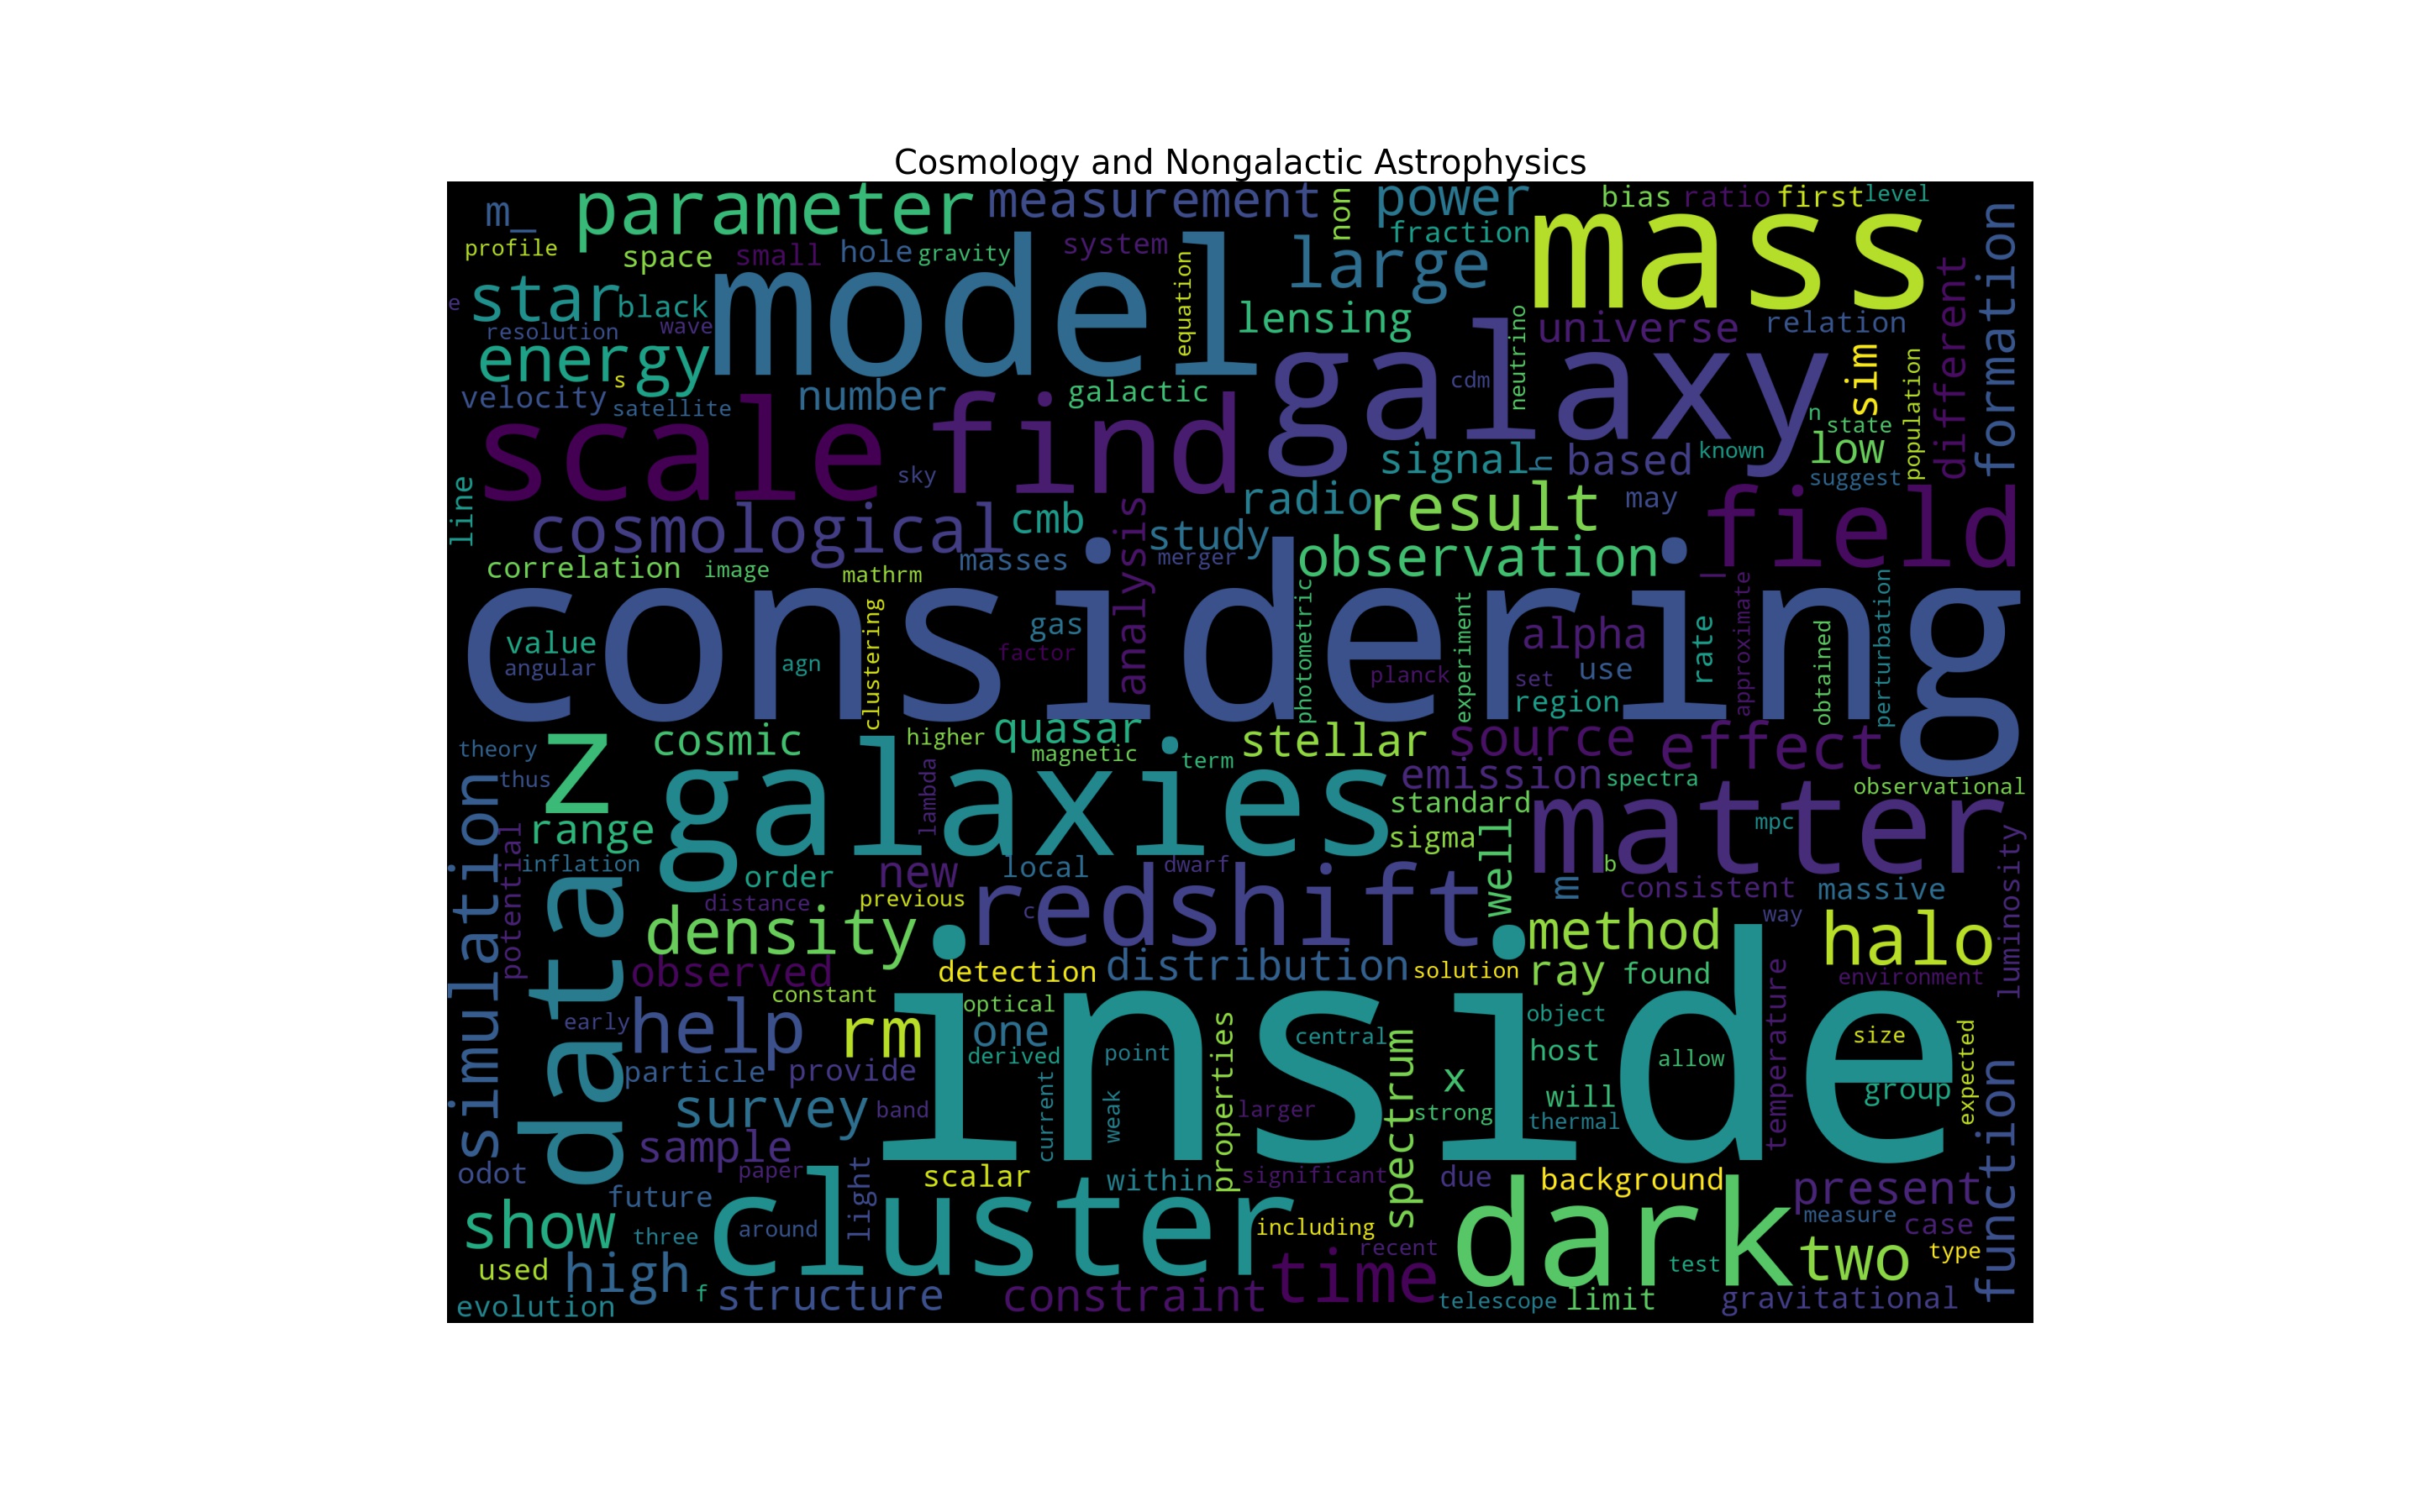 Cosmology and Nongalactic Astrophysics
m_ parameter measurement non power bias ratio first level
profile space small hole gravity system fraction mass
e star black model equation large formation
resolution wave lensing neutrino universe relation different
energy s galaxy cdm sim population
velocity satellite number galactic n state
scale find sky signal h based known low suggest
line cosmological cmb analysis radio result may field
study observation
correlation image mathrm masses merger l
considering
value angular agn clustering gas factor photometric planck experiment alpha set use region rate approximate obtained perturbation
theory thus z cosmic higher quasar magnetic term stellar source effect
simulation galaxies lambda emission spectra observational
range potential standard sigma matter mpc
inflation order new local dwarf well m b consistent massive luminosity
data distance previous c redshift way
density method halo
observed detection distribution solution ray found environment
constant optical temperature
early help rm inside one properties central spectrum object size expected
derived point x host allow
particle provide current weak larger strong will group function
survey band thermal
sample
odot paper light scalar within significant due background present
future cluster dark measure case
show three around including recent test two type
used high f time
evolution structure constraint telescope limit gravitational